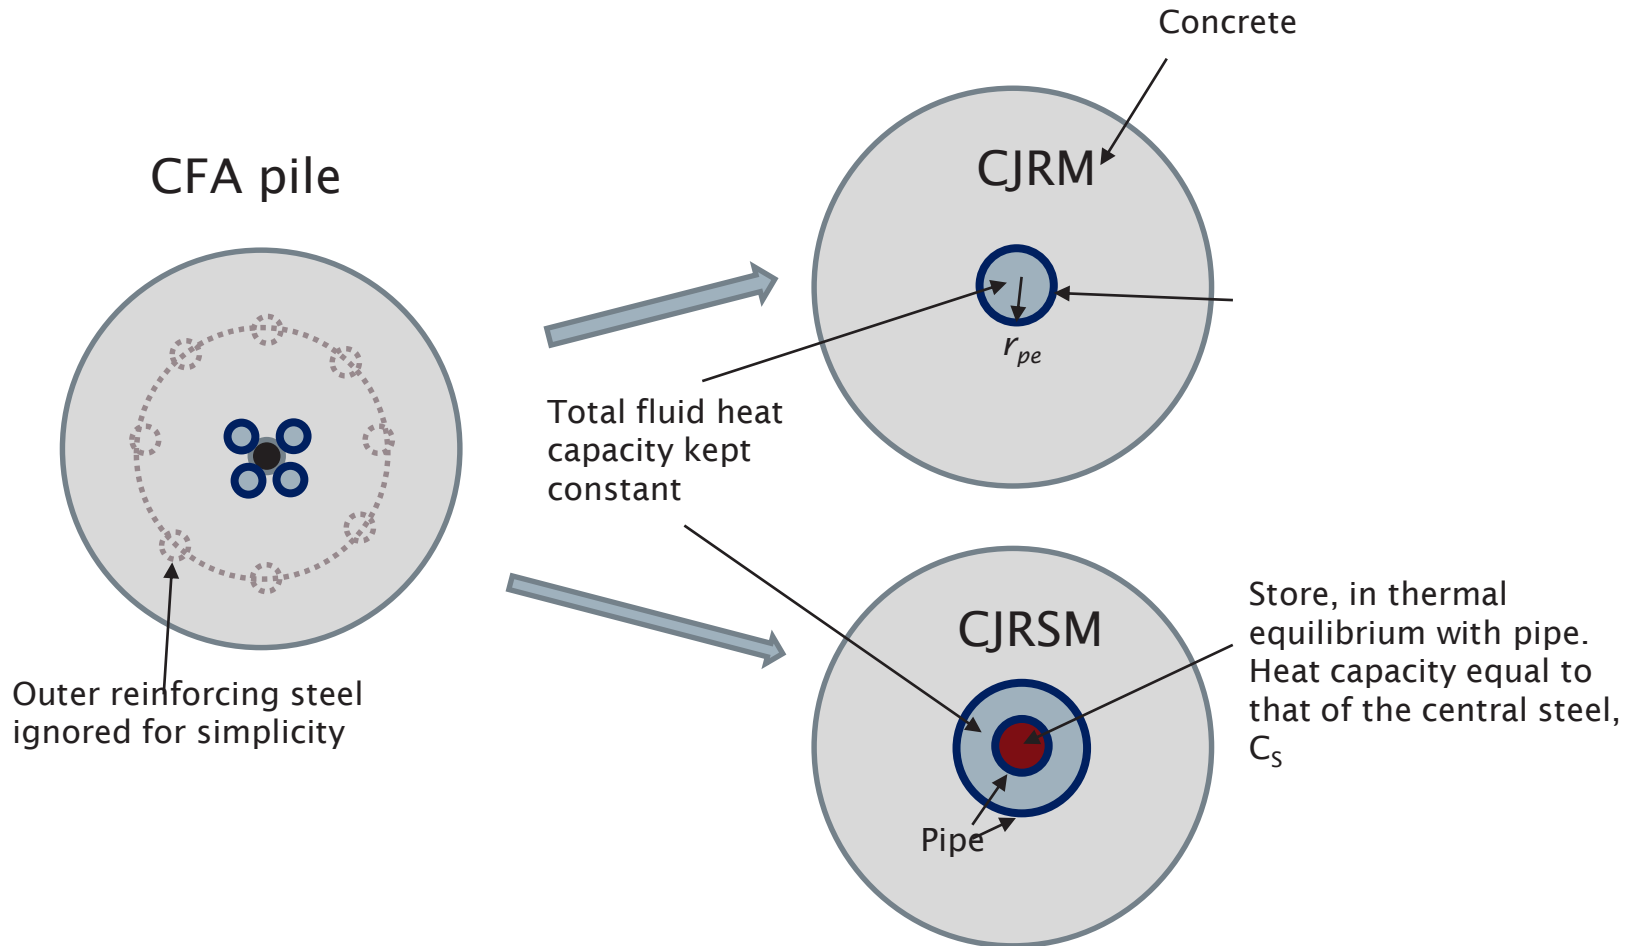 Concrete
CFA pile
CJRM
r_pe
Total fluid heat
capacity kept
constant
CJRSM
Store, in thermal
equilibrium with pipe.
Heat capacity equal to
that of the central steel,
C_S
Outer reinforcing steel
ignored for simplicity
Pipe